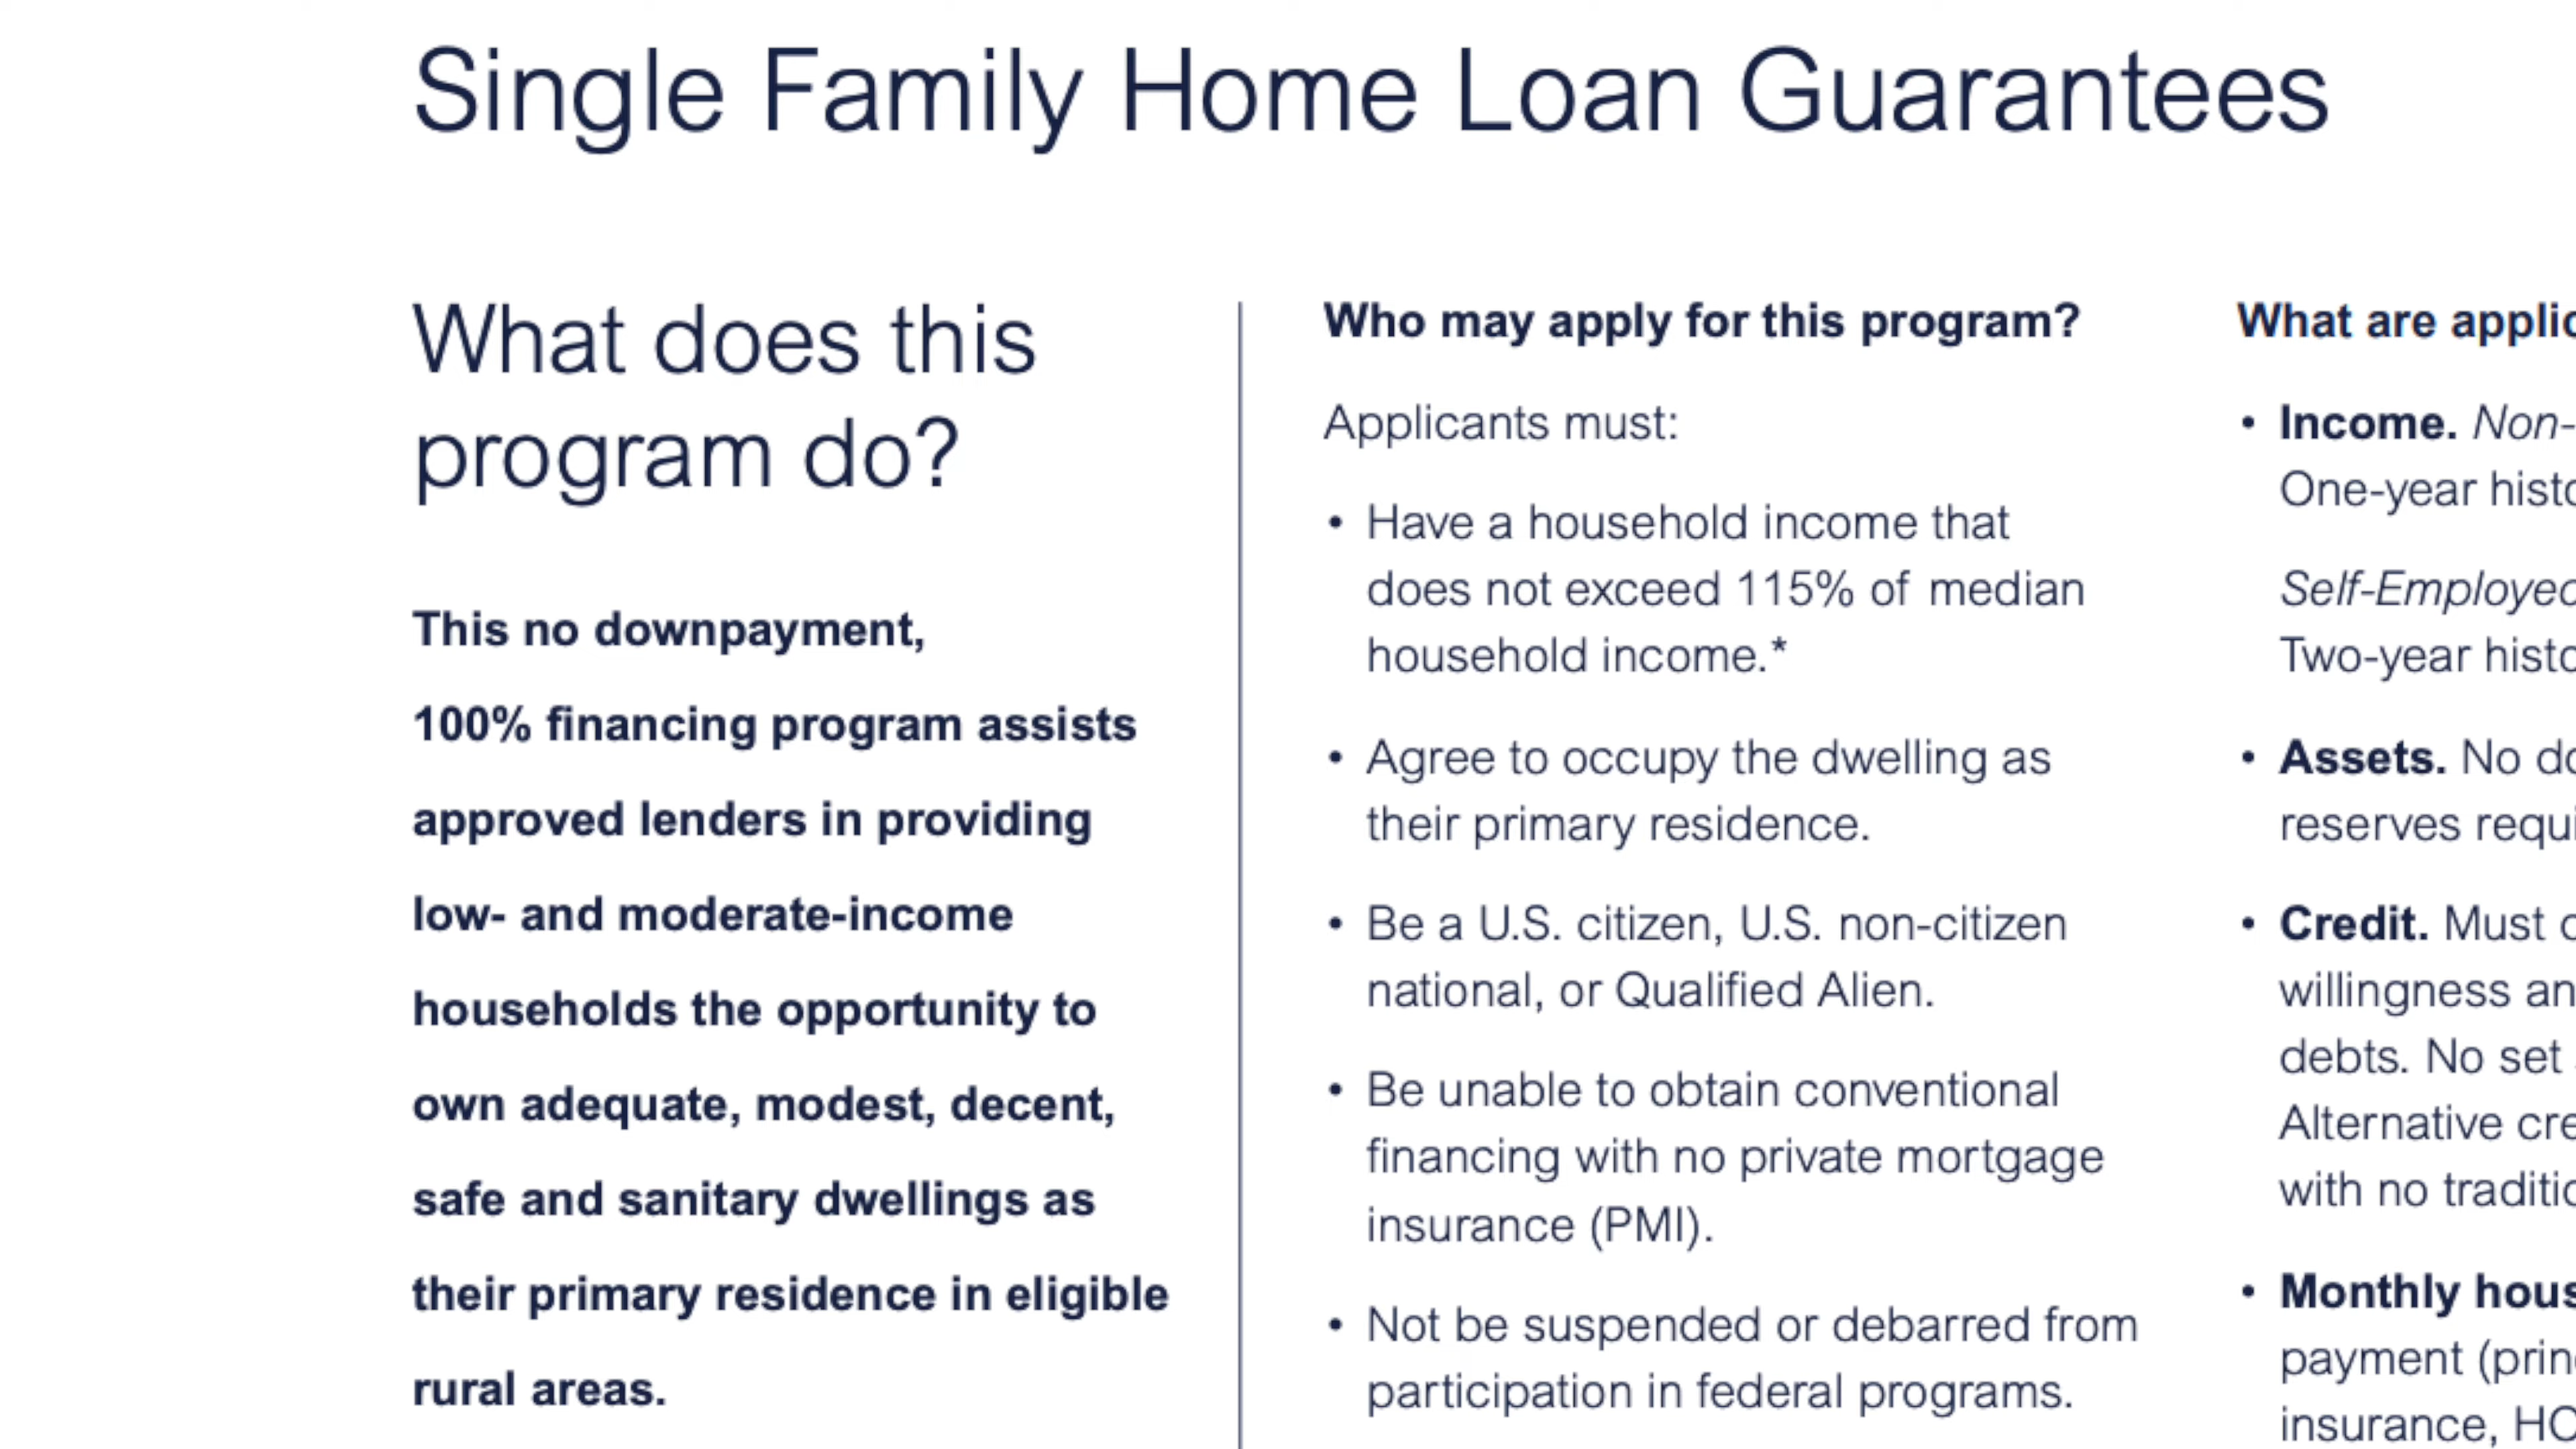 Single Family Home Loan Guarantees
What does this
program do?
This no downpayment,
100% financing program assists
approved lenders in providing
low- and moderate-income
households the opportunity to
own adequate, modest, decent,
safe and sanitary dwellings as
their primary residence in eligible
rural areas.
Who may apply for this program?
Applicants must:
• Have a household income that
does not exceed 115% of median
household income.*
• Agree to occupy the dwelling as
their primary residence.
• Be a U.S. citizen, U.S. non-citizen
national, or Qualified Alien.
• Be unable to obtain conventional
financing with no private mortgage
insurance (PMI).
• Not be suspended or debarred from
participation in federal programs.
What are
• Income. Non-
One-year
Self-Employed
Two-year
• Assets. No
reserves
• Credit. Must
willingness
debts. No set
Alternative
with no
• Monthly
payment
insurance,